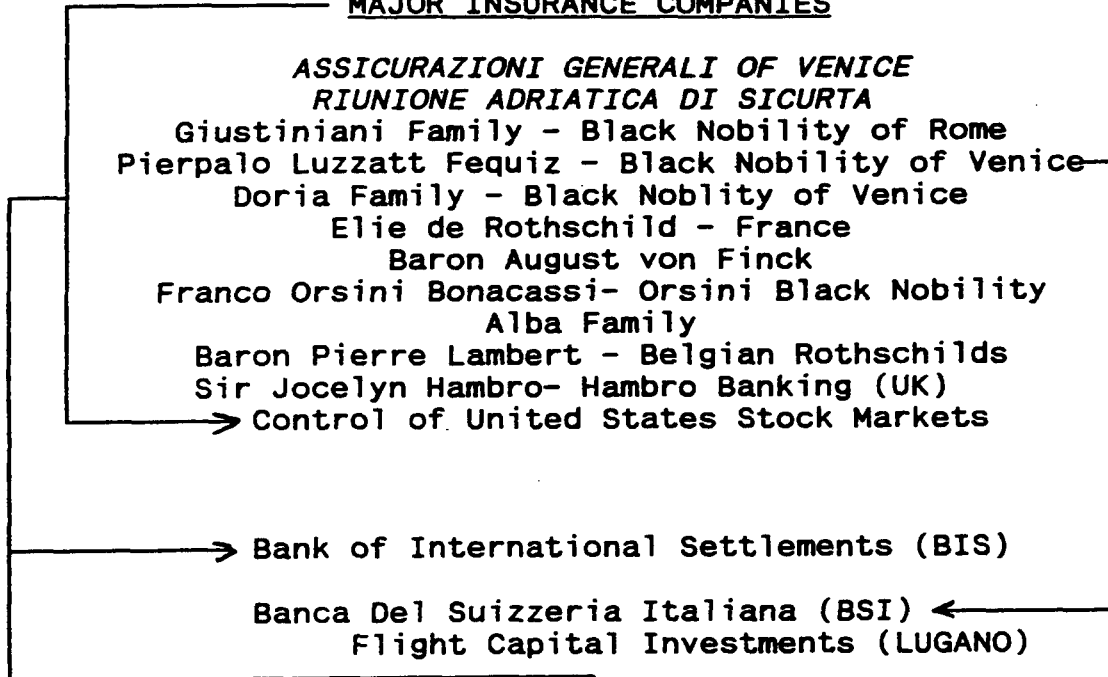 MAJOR INSURANCE COMPANIES
ASSICURAZIONI GENERALI OF VENICE
RIUNIONE ADRIATICA DI SICURTA
Giustiniani Family - Black Nobility of Rome
Pierpalo Luzzatt Fequiz - Black Nobility of Venice
Doria Family - Black Noblity of Venice
Elie de Rothschild - France
Baron August von Finck
Franco Orsini Bonacassi- Orsini Black Nobility
Alba Family
Baron Pierre Lambert - Belgian Rothschilds
Sir Jocelyn Hambro- Hambro Banking (UK)
Control of United States Stock Markets
Bank of International Settlements (BIS)
Banca Del Suizzeria Italiana (BSI)
Flight Capital Investments (LUGANO)